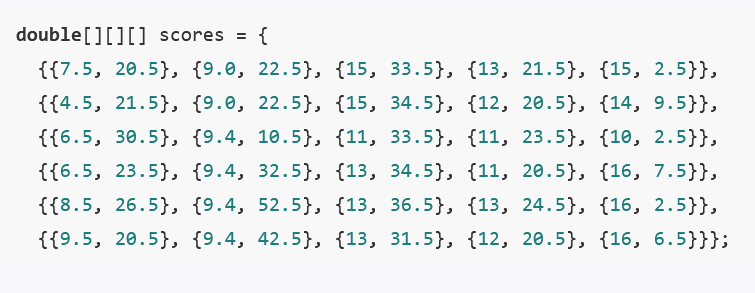 double[][][] scores = {
{{7.5, 20.5}, {9.0, 22.5}, {15, 33.5}, {13, 21.5}, {15, 2.5}},
{{4.5, 21.5}, {9.0, 22.5}, {15, 34.5}, {12, 20.5}, {14, 9.5}},
{{6.5, 30.5}, {9.4, 10.5}, {11, 33.5}, {11, 23.5}, {10, 2.5}},
{{6.5, 23.5}, {9.4, 32.5}, {13, 34.5}, {11, 20.5}, {16, 7.5}},
{{8.5, 26.5}, {9.4, 52.5}, {13, 36.5}, {13, 24.5}, {16, 2.5}},
{{9.5, 20.5}, {9.4, 42.5}, {13, 31.5}, {12, 20.5}, {16, 6.5}}};